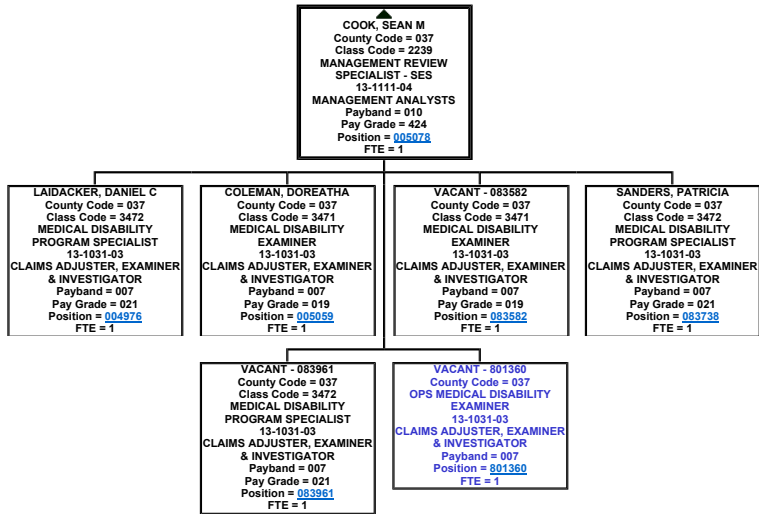 COOK, SEAN M
County Code = 037
Class Code = 2239
MANAGEMENT REVIEW
SPECIALIST - SES
13-1111-04
MANAGEMENT ANALYSTS
Payband = 010
Pay Grade = 424
Position = 005078
FTE = 1
LAIDACKER, DANIEL C
County Code = 037
Class Code = 3472
MEDICAL DISABILITY
PROGRAM SPECIALIST
13-1031-03
CLAIMS ADJUSTER, EXAMINER
& INVESTIGATOR
Payband = 007
Pay Grade = 021
Position = 004976
FTE = 1
COLEMAN, DOREATHA
County Code = 037
Class Code = 3471
MEDICAL DISABILITY
EXAMINER
13-1031-03
CLAIMS ADJUSTER, EXAMINER
& INVESTIGATOR
Payband = 007
Pay Grade = 019
Position = 005059
FTE = 1
VACANT - 083582
County Code = 037
Class Code = 3471
MEDICAL DISABILITY
EXAMINER
13-1031-03
CLAIMS ADJUSTER, EXAMINER
& INVESTIGATOR
Payband = 007
Pay Grade = 019
Position = 083582
FTE = 1
SANDERS, PATRICIA
County Code = 037
Class Code = 3472
MEDICAL DISABILITY
PROGRAM SPECIALIST
13-1031-03
CLAIMS ADJUSTER, EXAMINER
& INVESTIGATOR
Payband = 007
Pay Grade = 021
Position = 083738
FTE = 1
VACANT - 083961
County Code = 037
Class Code = 3472
MEDICAL DISABILITY
PROGRAM SPECIALIST
13-1031-03
CLAIMS ADJUSTER, EXAMINER
& INVESTIGATOR
Payband = 007
Pay Grade = 021
Position = 083961
FTE = 1
VACANT - 801360
County Code = 037
OPS MEDICAL DISABILITY
EXAMINER
13-1031-03
CLAIMS ADJUSTER, EXAMINER
& INVESTIGATOR
Payband = 007
Position = 801360
FTE = 1